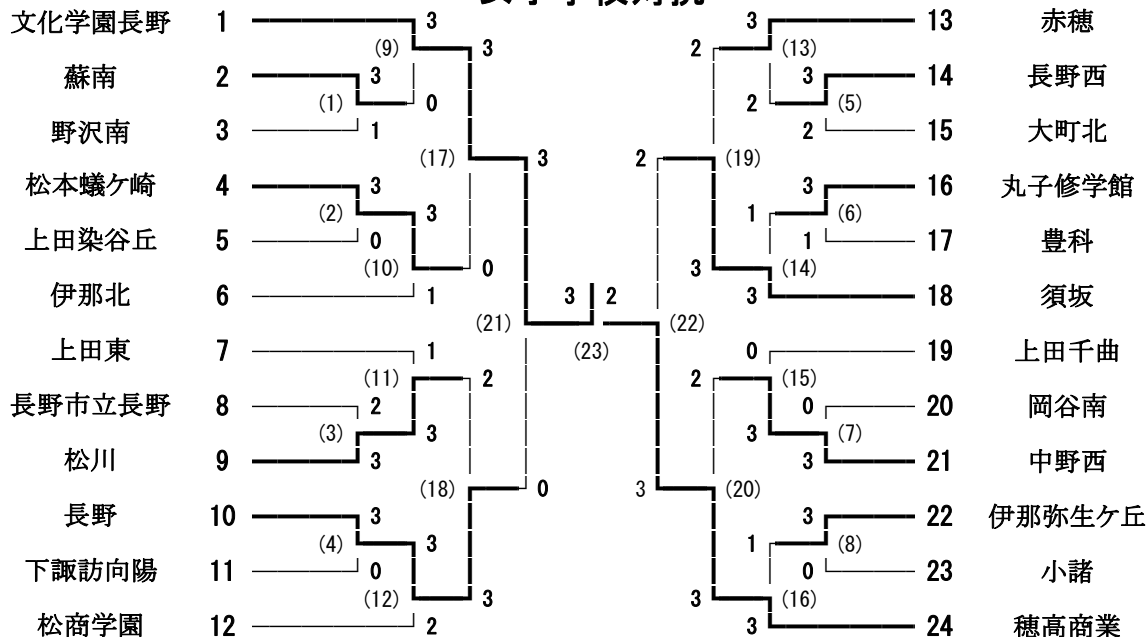 文化学園長野 1 3 3 13 赤穂
(9) 3 2 (13)
蘇南 2 3 3 14 長野西
(1) 0 2 (5)
野沢南 3 1 2 15 大町北
(17) 3 2 (19)
松本蟻ケ崎 4 3 3 16 丸子修学館
(2) 3 1 (6)
上田染谷丘 5 0 1 17 豊科
(10) 0 3 (14)
伊那北 6 1 3 18 須坂
3 2
(21) (22)
上田東 7 1 (23) 0 19 上田千曲
(11) 2 2 (15)
長野市立長野 8 2 0 20 岡谷南
(3) 3 3 (7)
松川 9 3 3 21 中野西
(18) 0 3 (20)
長野 10 3 3 22 伊那弥生ケ丘
(4) 3 1 (8)
下諏訪向陽 11 0 0 23 小諸
(12) 3 3 (16)
松商学園 12 2 3 24 穂高商業